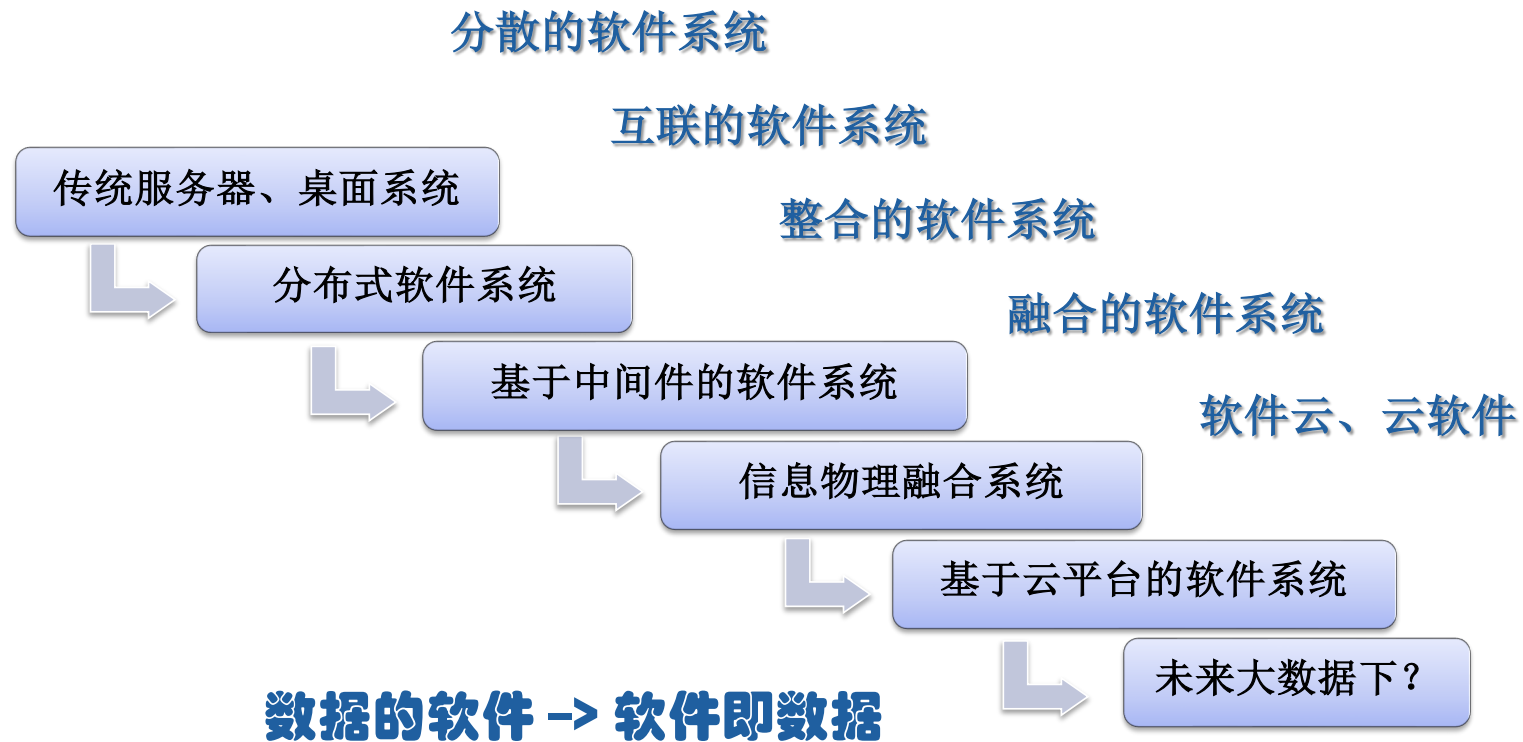 分散的软件系统
互联的软件系统
传统服务器、桌面系统
整合的软件系统
分布式软件系统
融合的软件系统
基于中间件的软件系统
软件云、云软件
信息物理融合系统
基于云平台的软件系统
未来大数据下？
数据的软件 –> 软件即数据